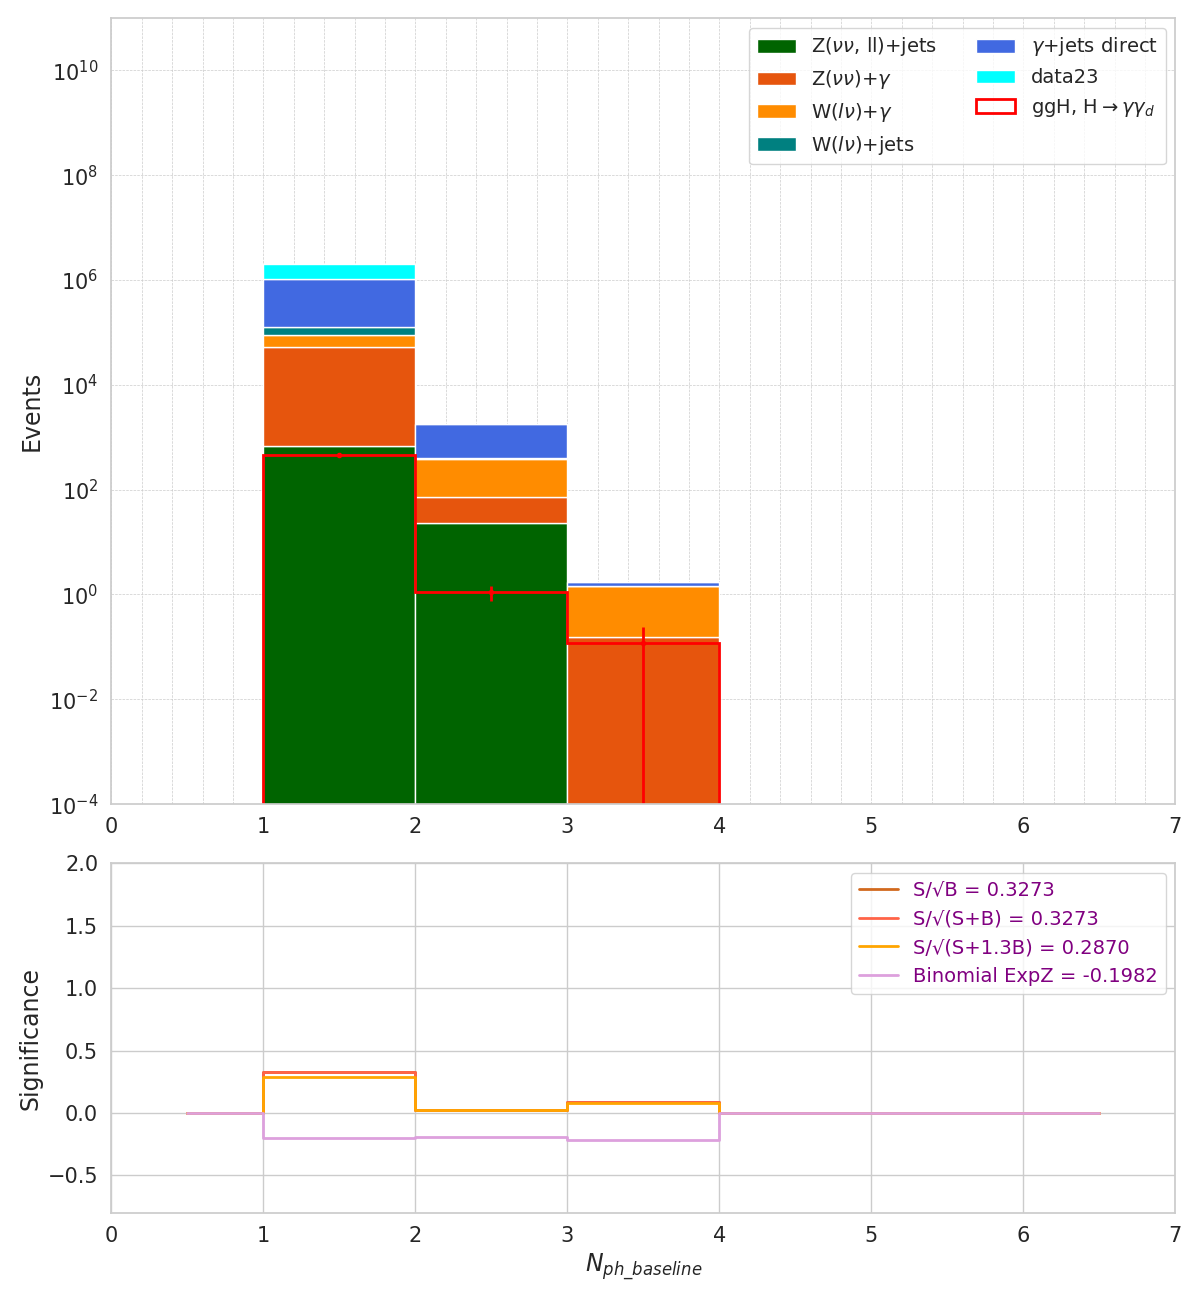 Z(νν, ll)+jets
Z(νν)+γ
W(lν)+γ
W(lν)+jets
γ+jets direct
data23
ggH, H→γγ_d
Events
10^10
10^8
10^6
10^4
10^2
10^0
10^−2
10^−4
0 1 2 3 4 5 6 7
S/√B = 0.3273
S/√(S+B) = 0.3273
S/√(S+1.3B) = 0.2870
Binomial ExpZ = -0.1982
Significance
2.0
1.5
1.0
0.5
0.0
−0.5
0 1 2 3 4 5 6 7
N_ph_baseline